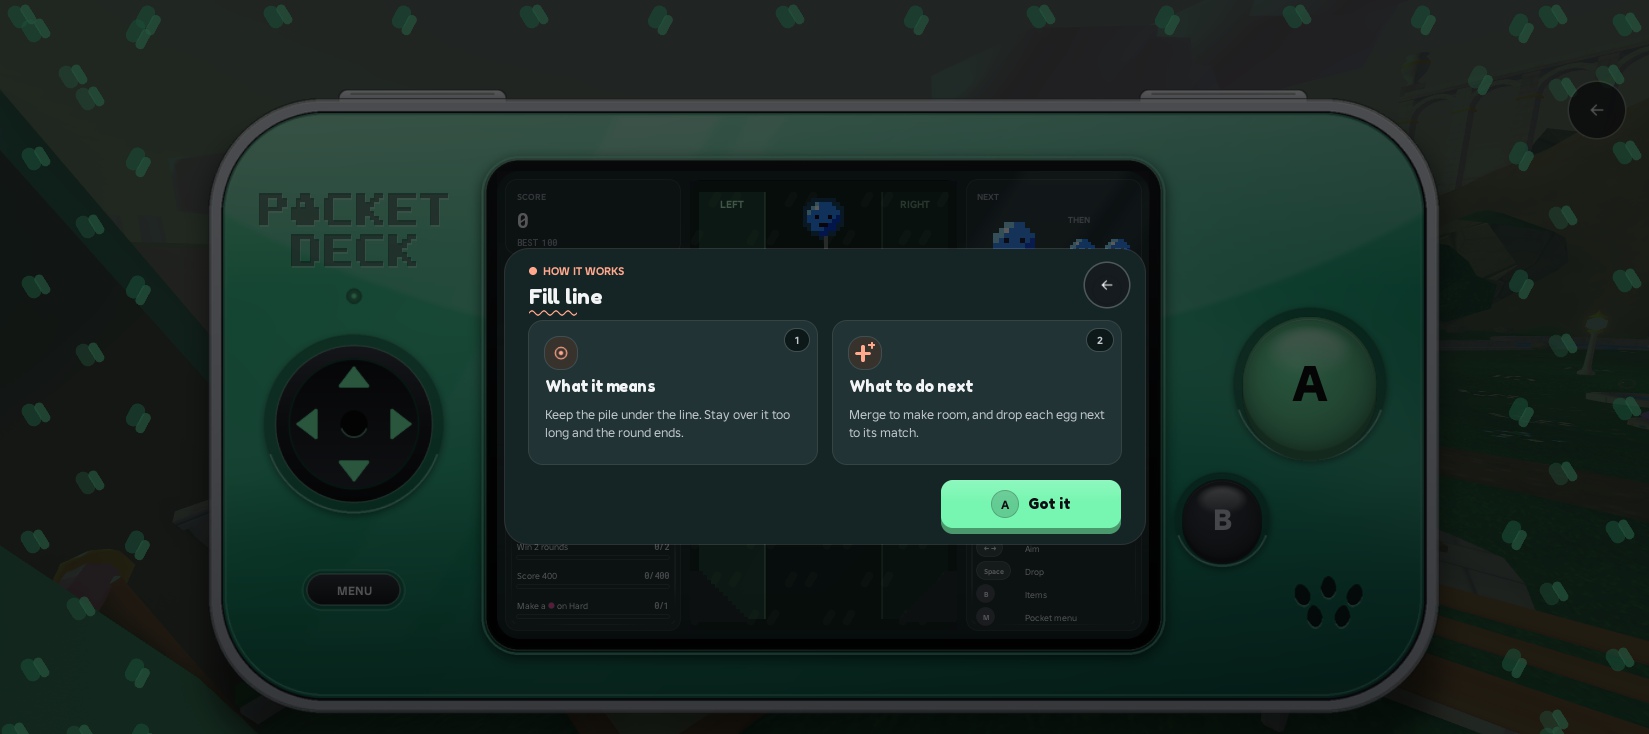 POCKET
DECK
SCORE
0
BEST 100
LEFT
RIGHT
NEXT
THEN
HOW IT WORKS
Fill line
1
What it means
Keep the pile under the line. Stay over it too
long and the round ends.
2
What to do next
Merge to make room, and drop each egg next
to its match.
A Got it
Win 2 rounds 0/2
Score 400 0/400
Make a on Hard 0/1
Aim
Space Drop
B Items
M Pocket menu
MENU
A
B